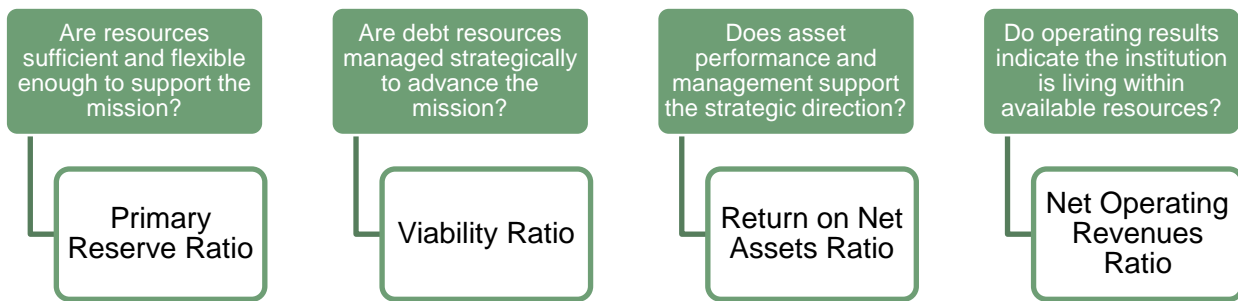 Are resources
sufficient and flexible
enough to support the
mission?
Primary
Reserve Ratio
Are debt resources
managed strategically
to advance the
mission?
Viability Ratio
Does asset
performance and
management support
the strategic direction?
Return on Net
Assets Ratio
Do operating results
indicate the institution
is living within
available resources?
Net Operating
Revenues
Ratio